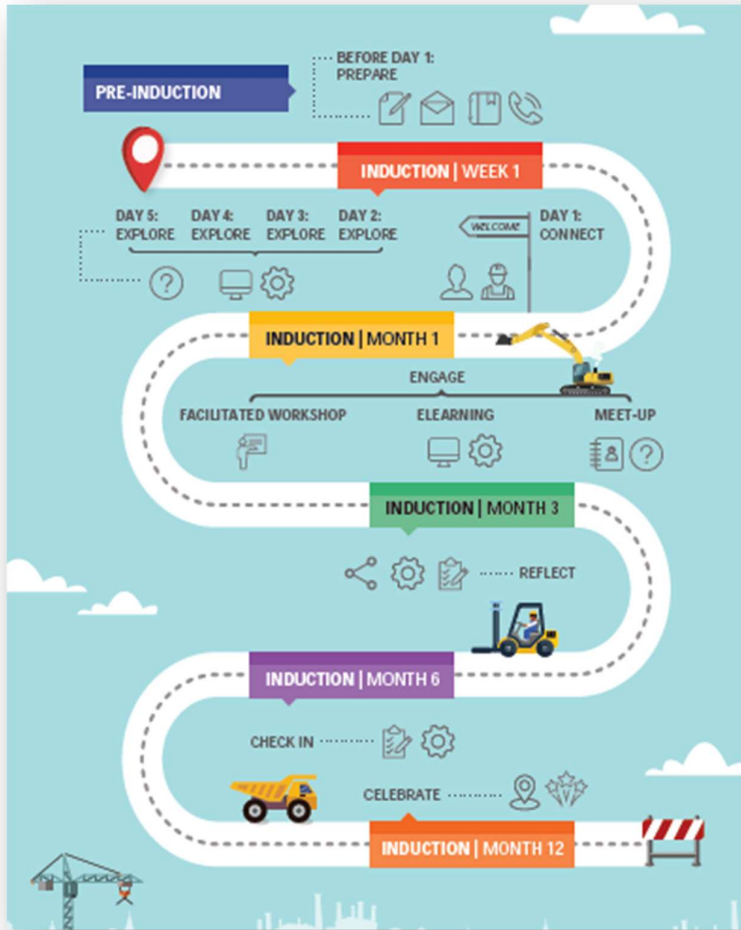 BEFORE DAY 1:
PREPARE
PRE-INDUCTION
INDUCTION | WEEK 1
DAY 5:
EXPLORE
DAY 4:
EXPLORE
DAY 3:
EXPLORE
DAY 2:
EXPLORE
WELCOME
DAY 1:
CONNECT
INDUCTION | MONTH 1
ENGAGE
FACILITATED WORKSHOP
ELEARNING
MEET-UP
INDUCTION | MONTH 3
REFLECT
INDUCTION | MONTH 6
CHECK IN
CELEBRATE
INDUCTION | MONTH 12